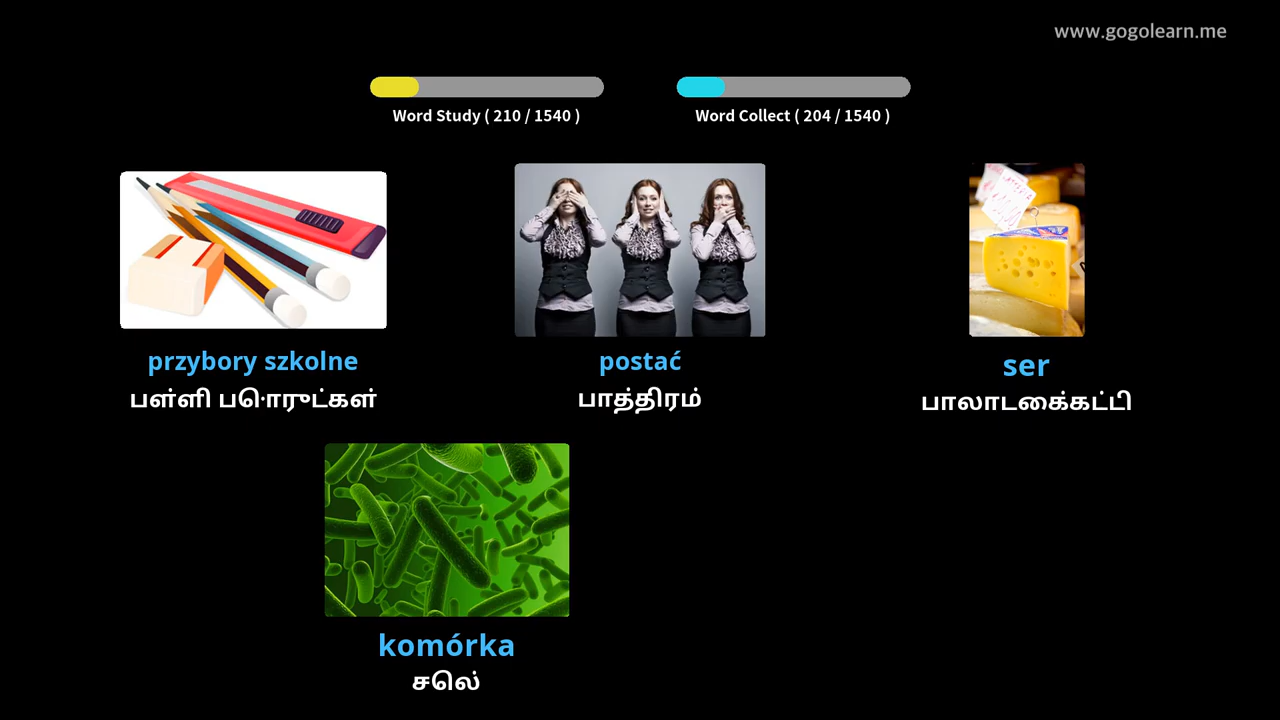 www.gogolearn.me
Word Study ( 210 / 1540 )
Word Collect ( 204 / 1540 )
przybory szkolne
பள்ளி பொருட்கள்
postać
பாத்திரம்
ser
பாலாடைக்கட்டி
komórka
செல்